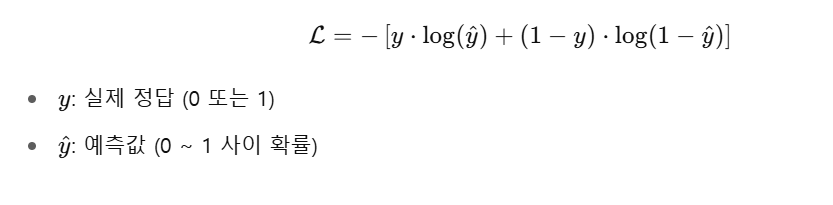 ℒ = − [y · log(ŷ) + (1 − y) · log(1 − ŷ)]
• y: 실제 정답 (0 또는 1)
• ŷ: 예측값 (0 ~ 1 사이 확률)